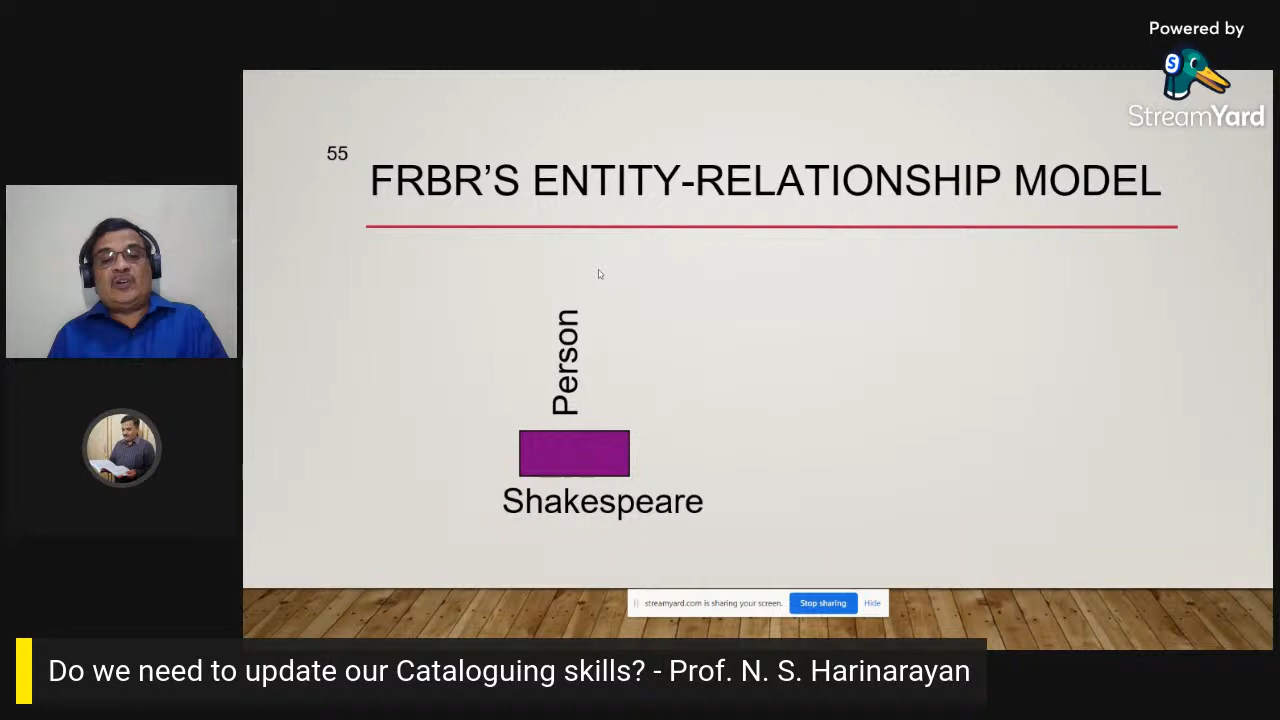 Powered by
S
StreamYard
55
FRBR’S ENTITY-RELATIONSHIP MODEL
Person
Shakespeare
streamyard.com is sharing your screen.
Stop sharing
Hide
Do we need to update our Cataloguing skills? - Prof. N. S. Harinarayan